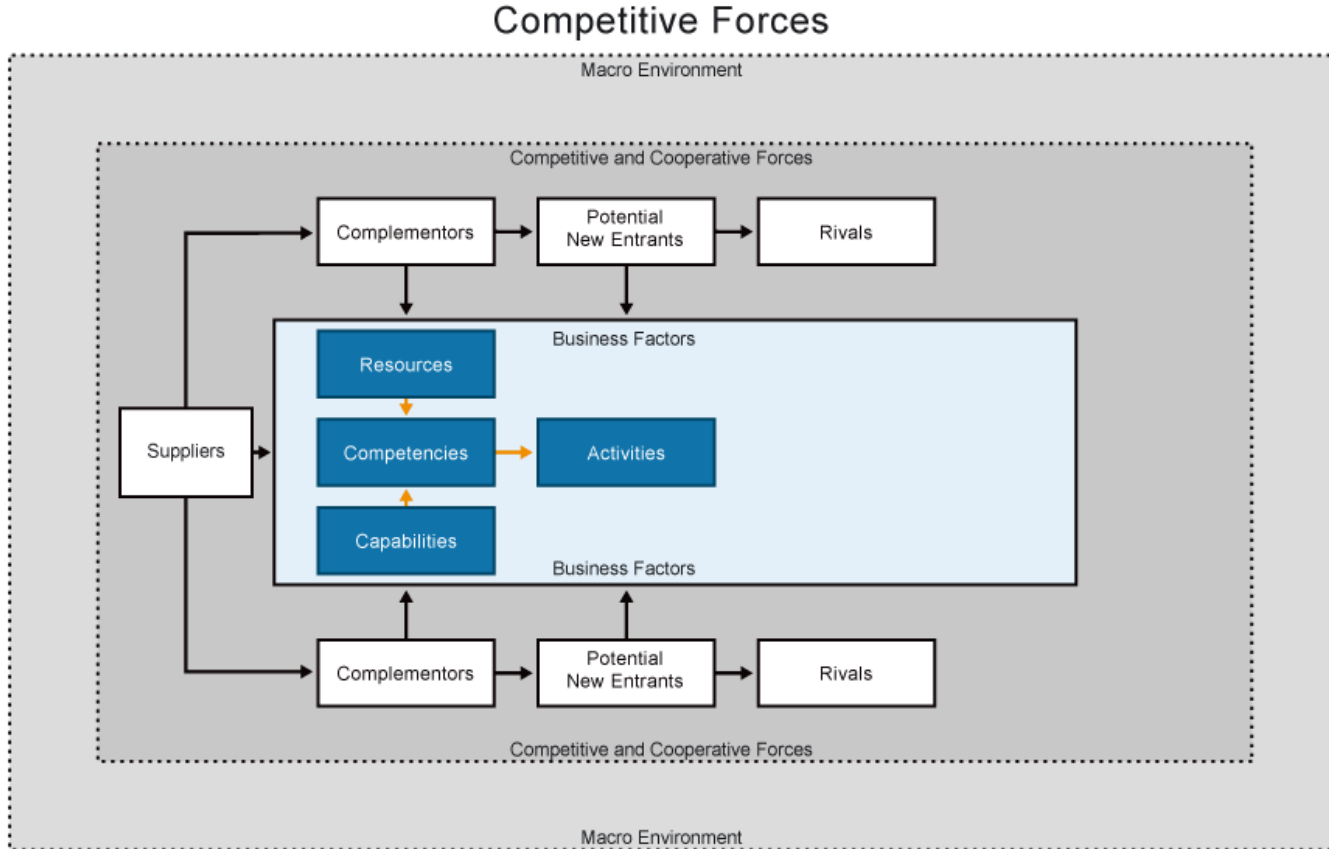 Competitive Forces
Macro Environment
Competitive and Cooperative Forces
Complementors
Potential
New Entrants
Rivals
Business Factors
Resources
Suppliers
Competencies
Activities
Capabilities
Business Factors
Complementors
Potential
New Entrants
Rivals
Competitive and Cooperative Forces
Macro Environment